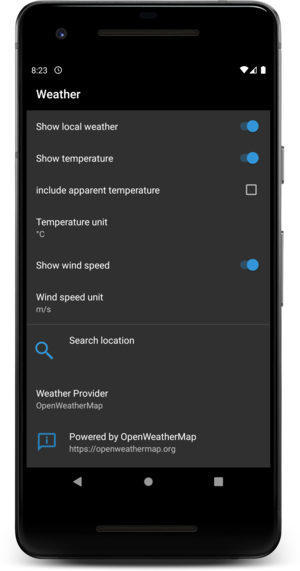 8:23
Weather
Show local weather
Show temperature
include apparent temperature
Temperature unit
°C
Show wind speed
Wind speed unit
m/s
Search location
Weather Provider
OpenWeatherMap
Powered by OpenWeatherMap
https://openweathermap.org